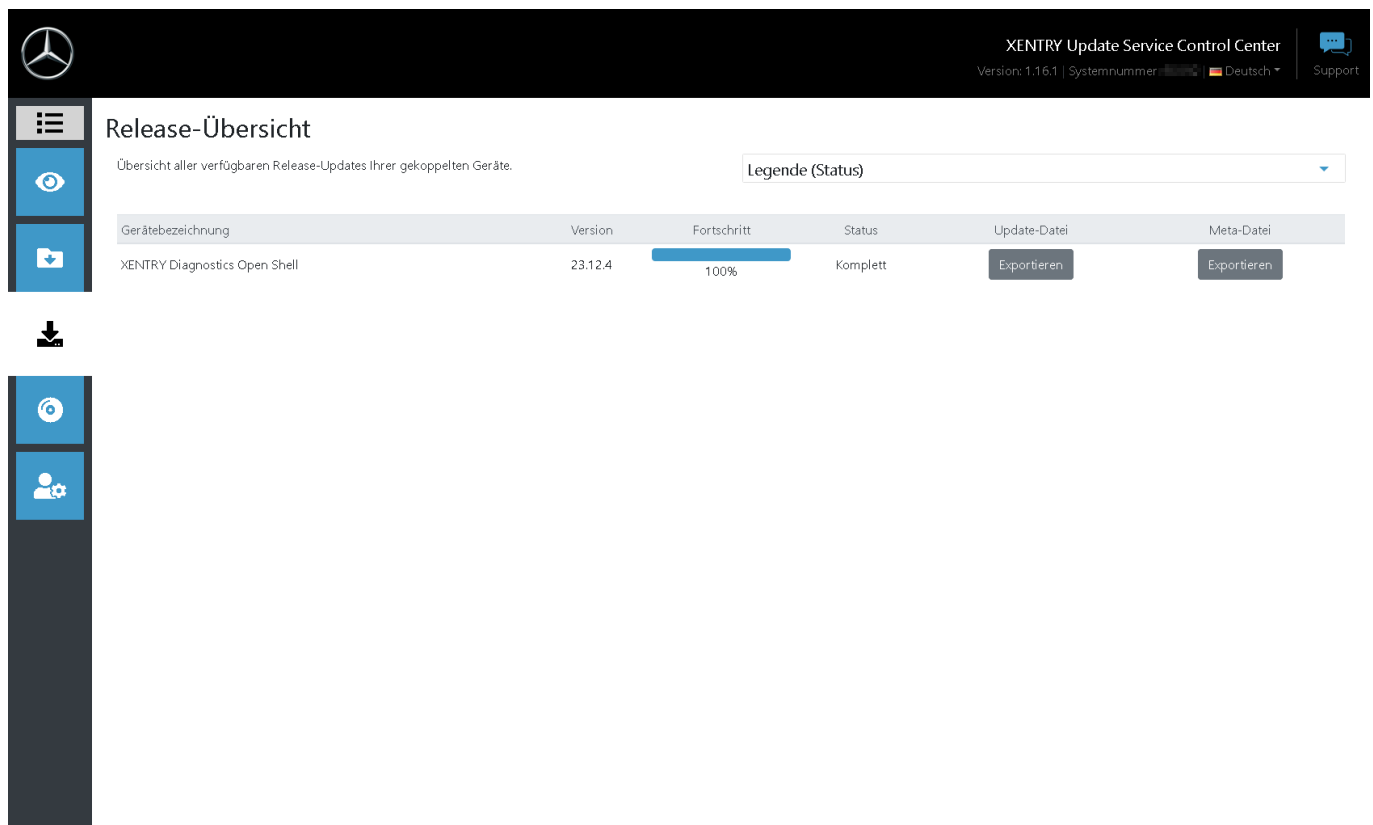 XENTRY Update Service Control Center
Version: 1.16.1 | Systemnummer | Deutsch
Support
Release-Übersicht
Übersicht aller verfügbaren Release-Updates Ihrer gekoppelten Geräte.
Legende (Status)
Gerätebezeichnung Version Fortschritt Status Update-Datei Meta-Datei
XENTRY Diagnostics Open Shell 23.12.4 100% Komplett Exportieren Exportieren